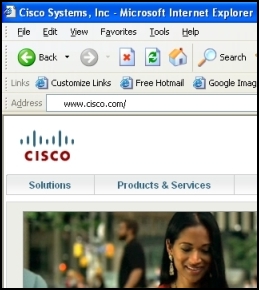 Cisco Systems, Inc - Microsoft Internet Explorer
File Edit View Favorites Tools Help
Back Search
Links Customize Links Free Hotmail Google Imag
Address www.cisco.com/
CISCO
Solutions Products & Services